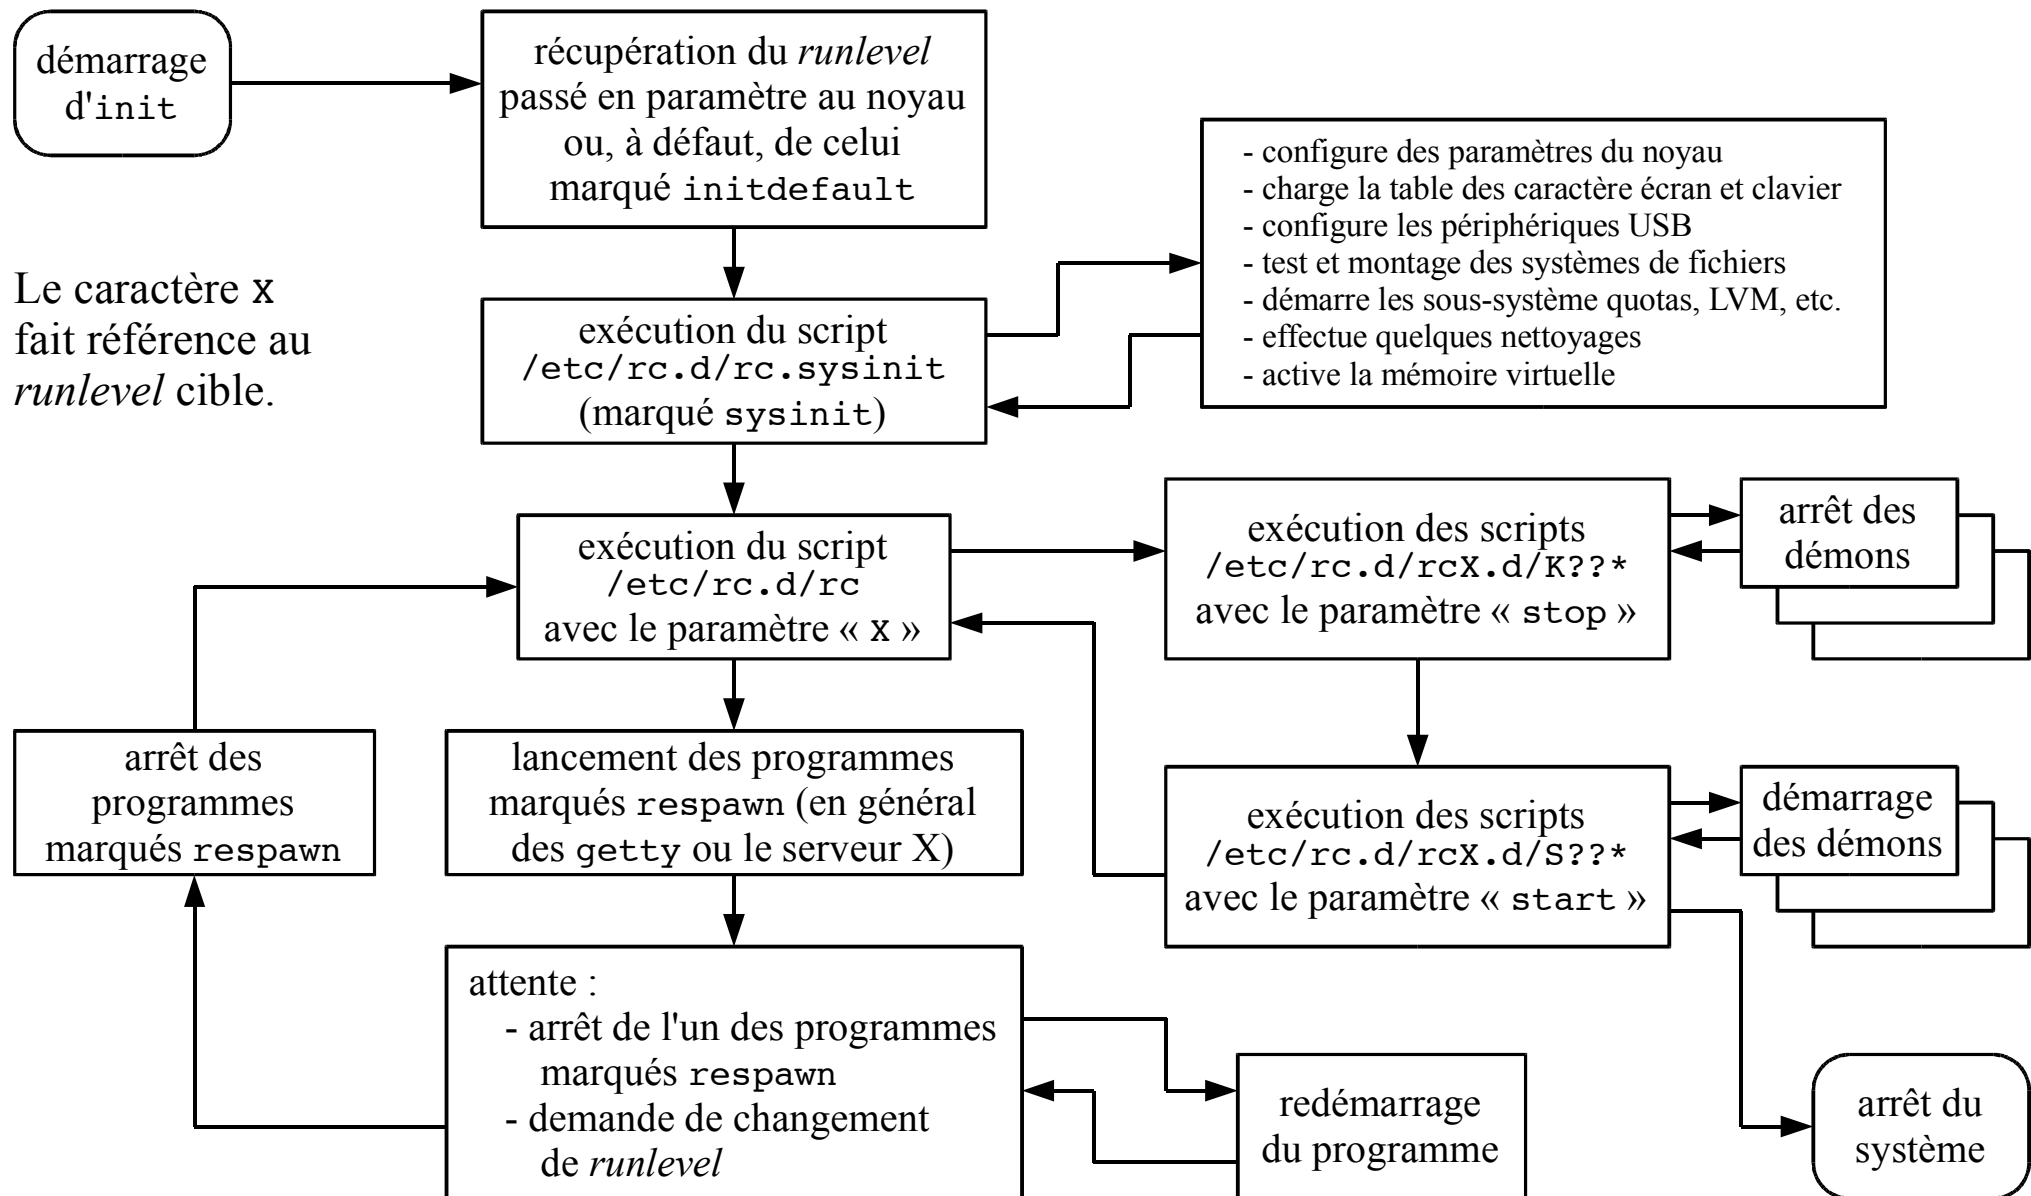 démarrage
d'init
récupération du runlevel
passé en paramètre au noyau
ou, à défaut, de celui
marqué initdefault
- configure des paramètres du noyau
- charge la table des caractère écran et clavier
- configure les périphériques USB
- test et montage des systèmes de fichiers
- démarre les sous-système quotas, LVM, etc.
- effectue quelques nettoyages
- active la mémoire virtuelle
Le caractère X
fait référence au
runlevel cible.
exécution du script
/etc/rc.d/rc.sysinit
(marqué sysinit)
exécution du script
/etc/rc.d/rc
avec le paramètre « X »
exécution des scripts
/etc/rc.d/rcX.d/K??*
avec le paramètre « stop »
arrêt des
démons
arrêt des
programmes
marqués respawn
lancement des programmes
marqués respawn (en général
des getty ou le serveur X)
exécution des scripts
/etc/rc.d/rcX.d/S??*
avec le paramètre « start »
démarrage
des démons
attente :
- arrêt de l'un des programmes
marqués respawn
- demande de changement
de runlevel
redémarrage
du programme
arrêt du
système